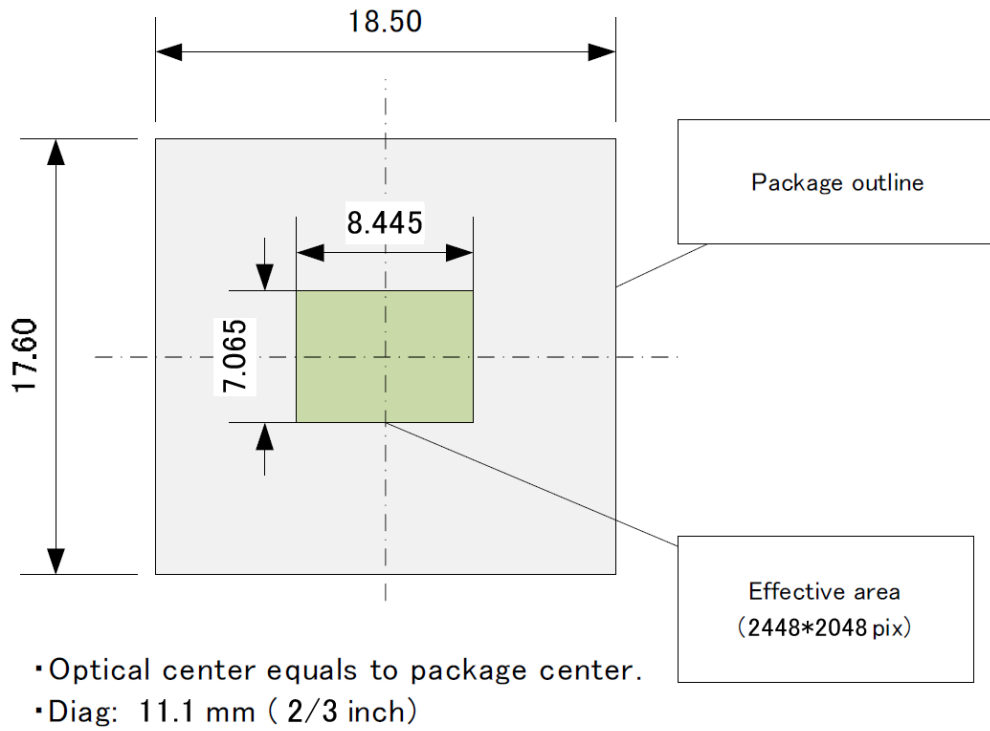 18.50
Package outline
8.445
17.60
7.065
Effective area
(2448*2048 pix)
・Optical center equals to package center.
・Diag: 11.1 mm ( 2/3 inch)